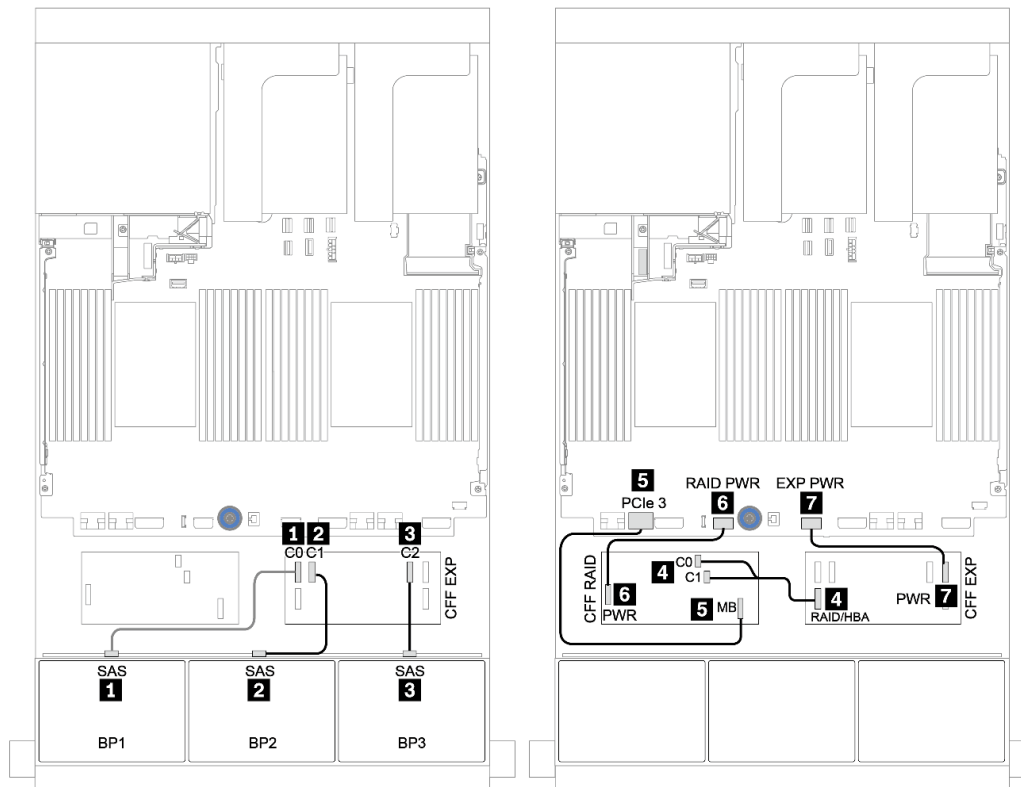 1 2 3
C0 C1 C2
CFF EXP
SAS SAS SAS
1 2 3
BP1 BP2 BP3
5 RAID PWR EXP PWR
PCIe 3 6 7
CFF RAID
C0
4 C1
6
PWR
5 MB
4
RAID/HBA
PWR 7
CFF EXP